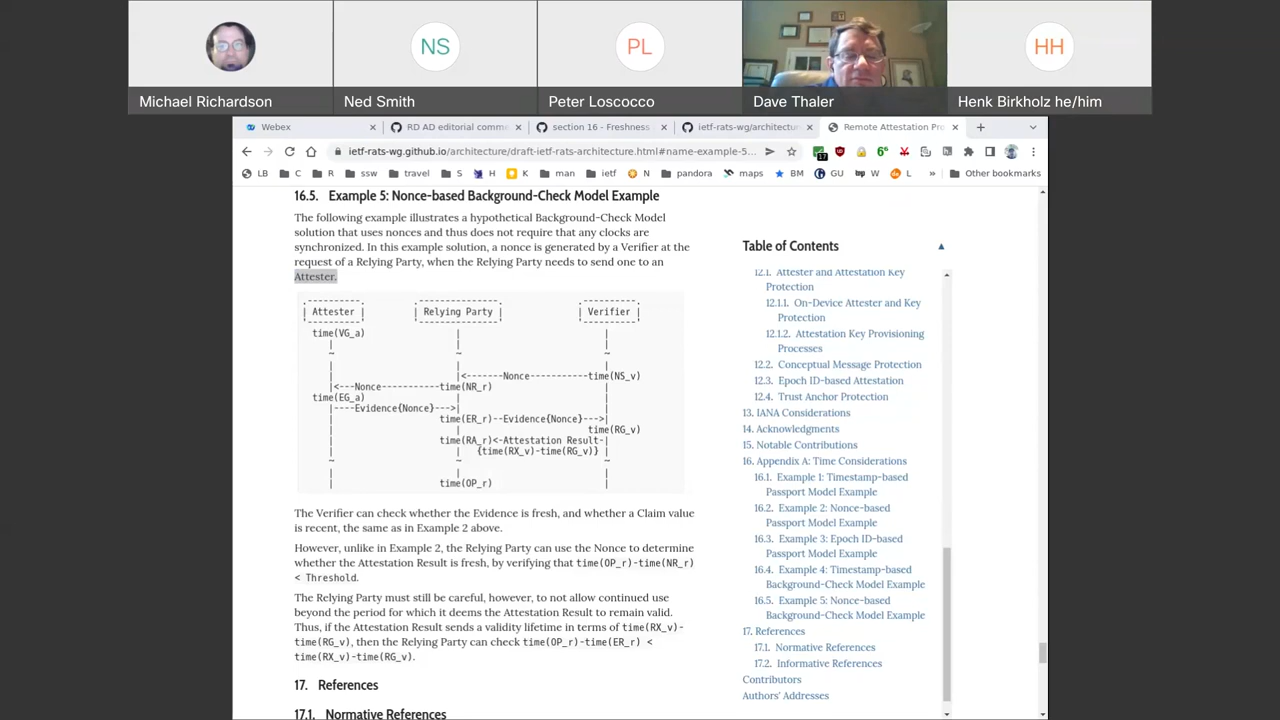 NS
PL
HH
Michael Richardson
Ned Smith
Peter Loscocco
Dave Thaler
Henk Birkholz he/him
Webex
RD AD editorial comme
section 16 - Freshness
ietf-rats-wg/architectu
Remote Attestation Pro
ietf-rats-wg.github.io/architecture/draft-ietf-rats-architecture.html#name-example-5...
17
6
LB
C
R
ssw
travel
S
H
K
man
ietf
N
pandora
maps
BM
GU
W
L
»
Other bookmarks
16.5. Example 5: Nonce-based Background-Check Model Example
The following example illustrates a hypothetical Background-Check Model
solution that uses nonces and thus does not require that any clocks are
synchronized. In this example solution, a nonce is generated by a Verifier at the
request of a Relying Party, when the Relying Party needs to send one to an
Attester.
.----------.         .---------------.              .----------.
| Attester |         | Relying Party |              | Verifier |
'----------'         '---------------'              '----------'
time(VG_a)                   |                           |
|                       |                           |
~                       ~                           ~
|                       |                           |
|                       |<-------Nonce-----------time(NS_v)
|<---Nonce-----------time(NR_r)                     |
time(EG_a)                   |                           |
|----Evidence{Nonce}--->|                           |
|                    time(ER_r)--Evidence{Nonce}--->|
|                       |                        time(RG_v)
|                    time(RA_r)<-Attestation Result-|
|                       |   {time(RX_v)-time(RG_v)} |
~                       ~                           ~
|                       |                           |
|                    time(OP_r)                     |
The Verifier can check whether the Evidence is fresh, and whether a Claim value
is recent, the same as in Example 2 above.
However, unlike in Example 2, the Relying Party can use the Nonce to determine
whether the Attestation Result is fresh, by verifying that time(OP_r)-time(NR_r)
< Threshold.
The Relying Party must still be careful, however, to not allow continued use
beyond the period for which it deems the Attestation Result to remain valid.
Thus, if the Attestation Result sends a validity lifetime in terms of time(RX_v)-
time(RG_v), then the Relying Party can check time(OP_r)-time(ER_r) <
time(RX_v)-time(RG_v).
17. References
17.1. Normative References
Table of Contents
12.1. Attester and Attestation Key
Protection
12.1.1. On-Device Attester and Key
Protection
12.1.2. Attestation Key Provisioning
Processes
12.2. Conceptual Message Protection
12.3. Epoch ID-based Attestation
12.4. Trust Anchor Protection
13. IANA Considerations
14. Acknowledgments
15. Notable Contributions
16. Appendix A: Time Considerations
16.1. Example 1: Timestamp-based
Passport Model Example
16.2. Example 2: Nonce-based
Passport Model Example
16.3. Example 3: Epoch ID-based
Passport Model Example
16.4. Example 4: Timestamp-based
Background-Check Model Example
16.5. Example 5: Nonce-based
Background-Check Model Example
17. References
17.1. Normative References
17.2. Informative References
Contributors
Authors' Addresses